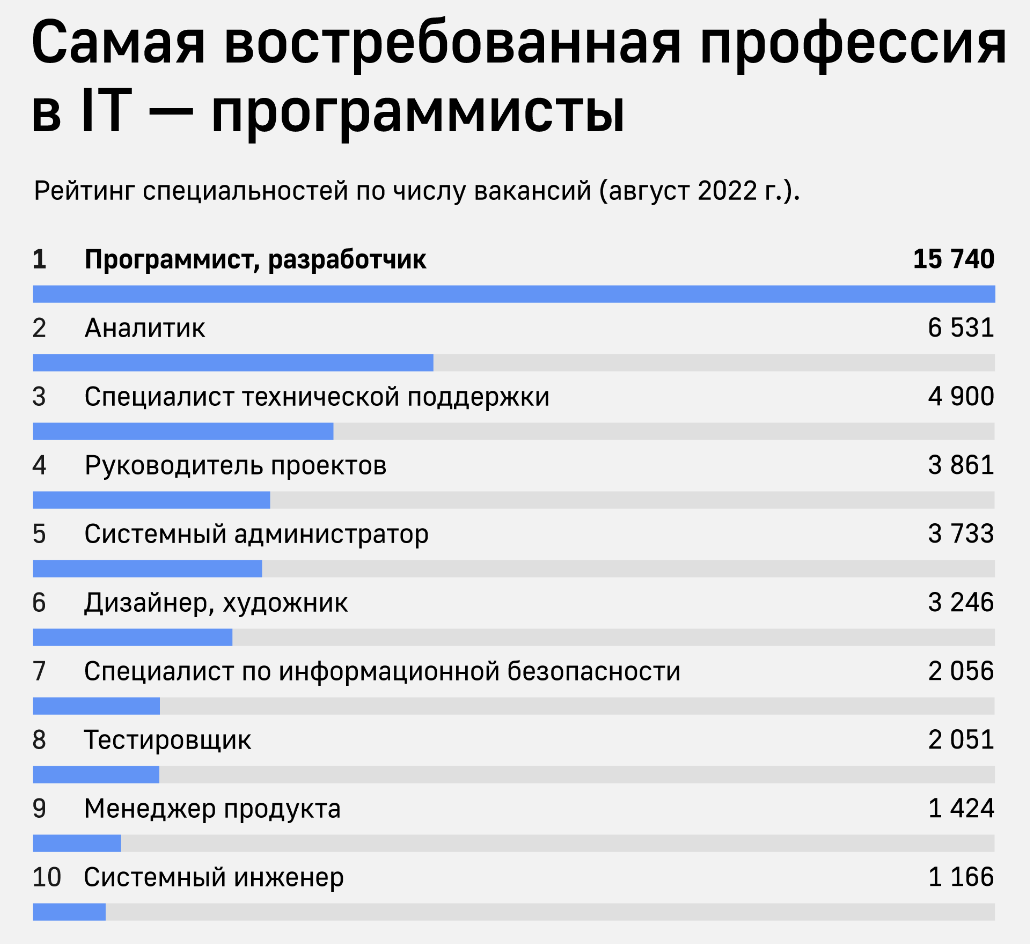 Самая востребованная профессия
в IT — программисты
Рейтинг специальностей по числу вакансий (август 2022 г.).
1 Программист, разработчик 15 740
2 Аналитик 6 531
3 Специалист технической поддержки 4 900
4 Руководитель проектов 3 861
5 Системный администратор 3 733
6 Дизайнер, художник 3 246
7 Специалист по информационной безопасности 2 056
8 Тестировщик 2 051
9 Менеджер продукта 1 424
10 Системный инженер 1 166